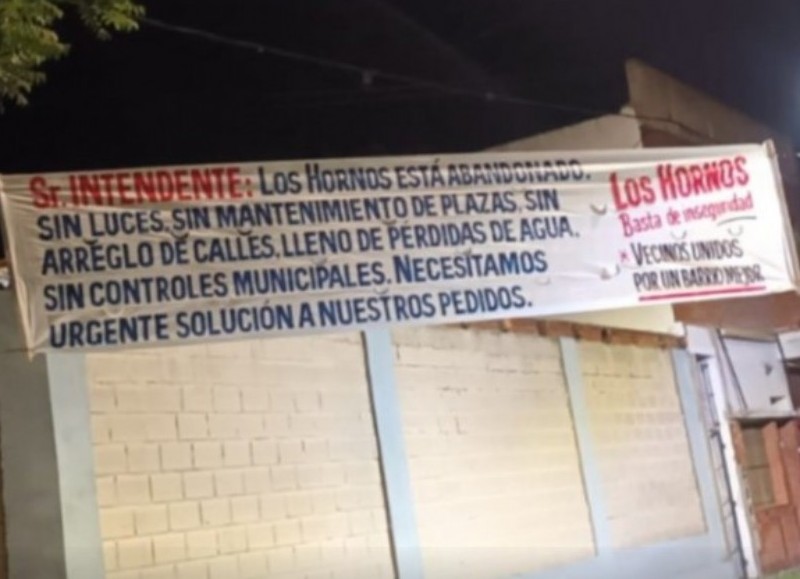 Sr. INTENDENTE: LOS HORNOS ESTÁ ABANDONADO.
SIN LUCES. SIN MANTENIMIENTO DE PLAZAS, SIN
ARREGLO DE CALLES. LLENO DE PÉRDIDAS DE AGUA.
SIN CONTROLES MUNICIPALES. NECESITAMOS
URGENTE SOLUCIÓN A NUESTROS PEDIDOS.
LOS HORNOS
Basta de inseguridad
VECINOS UNIDOS
POR UN BARRIO MEJOR